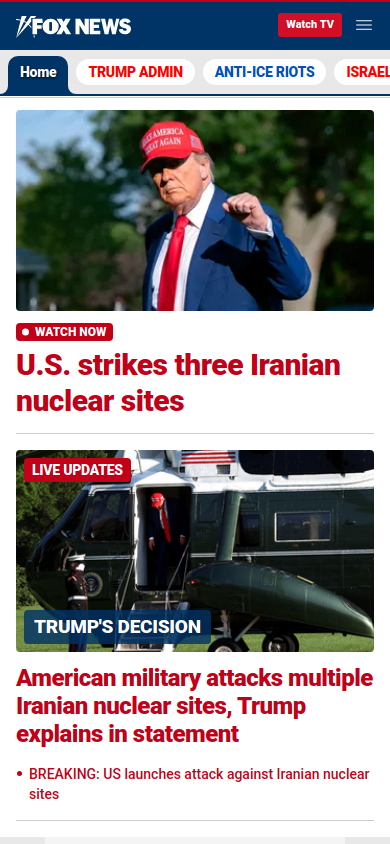 FOX NEWS
Watch TV
Home
TRUMP ADMIN
ANTI-ICE RIOTS
ISRAEL
GREAT AGAIN
WATCH NOW
U.S. strikes three Iranian
nuclear sites
LIVE UPDATES
TRUMP'S DECISION
American military attacks multiple
Iranian nuclear sites, Trump
explains in statement
BREAKING: US launches attack against Iranian nuclear
sites